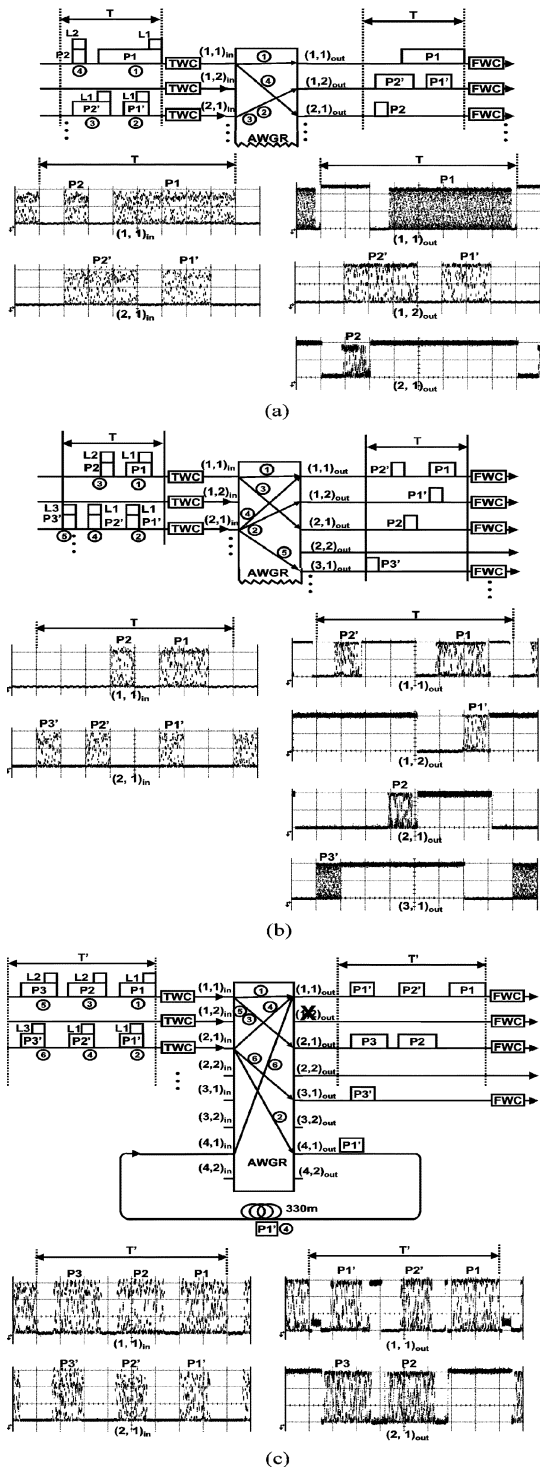 T T
L2 L1
P2 P1 TWC (1,1)in ① (1,1)out P1 FWC
④ ① ④
L1 L1 TWC (1,2)in (1,2)out P2' P1' FWC
P2' P1' TWC (2,1)in ③ ② (2,1)out P2 FWC
③ ② AWGR
T T
P2 P1 P1
(1, 1)in (1, 1)out
P2' P1' P2' P1'
(2, 1)in (1, 2)out
P2
(2, 1)out
(a)
T T
L2 L1
P2 P1 TWC (1,1)in ① (1,1)out P2' P1 FWC
③ ① ③
TWC (1,2)in (1,2)out P1' FWC
L3 L1 L1 ④
P3' P2' P1' TWC (2,1)in ② (2,1)out P2 FWC
⑤ ④ ② ⑤ (2,2)out
AWGR (3,1)out P3' FWC
T T
P2 P1 P2' P1
(1, 1)in (1, 1)out
P3' P2' P1' P1'
(2, 1)in (1, 2)out
P2
(2, 1)out
P3'
(3, 1)out
(b)
T' T'
L2 L2 L1
P3 P2 P1 TWC (1,1)in ① (1,1)out P1' P2' P1 FWC
⑤ ③ ① ④
TWC (1,2)in ⑤ ③ X out FWC
L3 L1 L1
P3' P2' P1' TWC (2,1)in (2,1)out P3 P2 FWC
⑥ ④ ② ⑥ ⑥
(2,2)in (2,2)out
(3,1)in (3,1)out P3' FWC
②
(3,2)in (3,2)out
(4,1)in (4,1)out P1'
AWGR
(4,2)in (4,2)out
330m
P1' ④
T' T'
P3 P2 P1 P1' P2' P1
(1, 1)in (1, 1)out
P3' P2' P1' P3 P2
(2, 1)in (2, 1)out
(c)